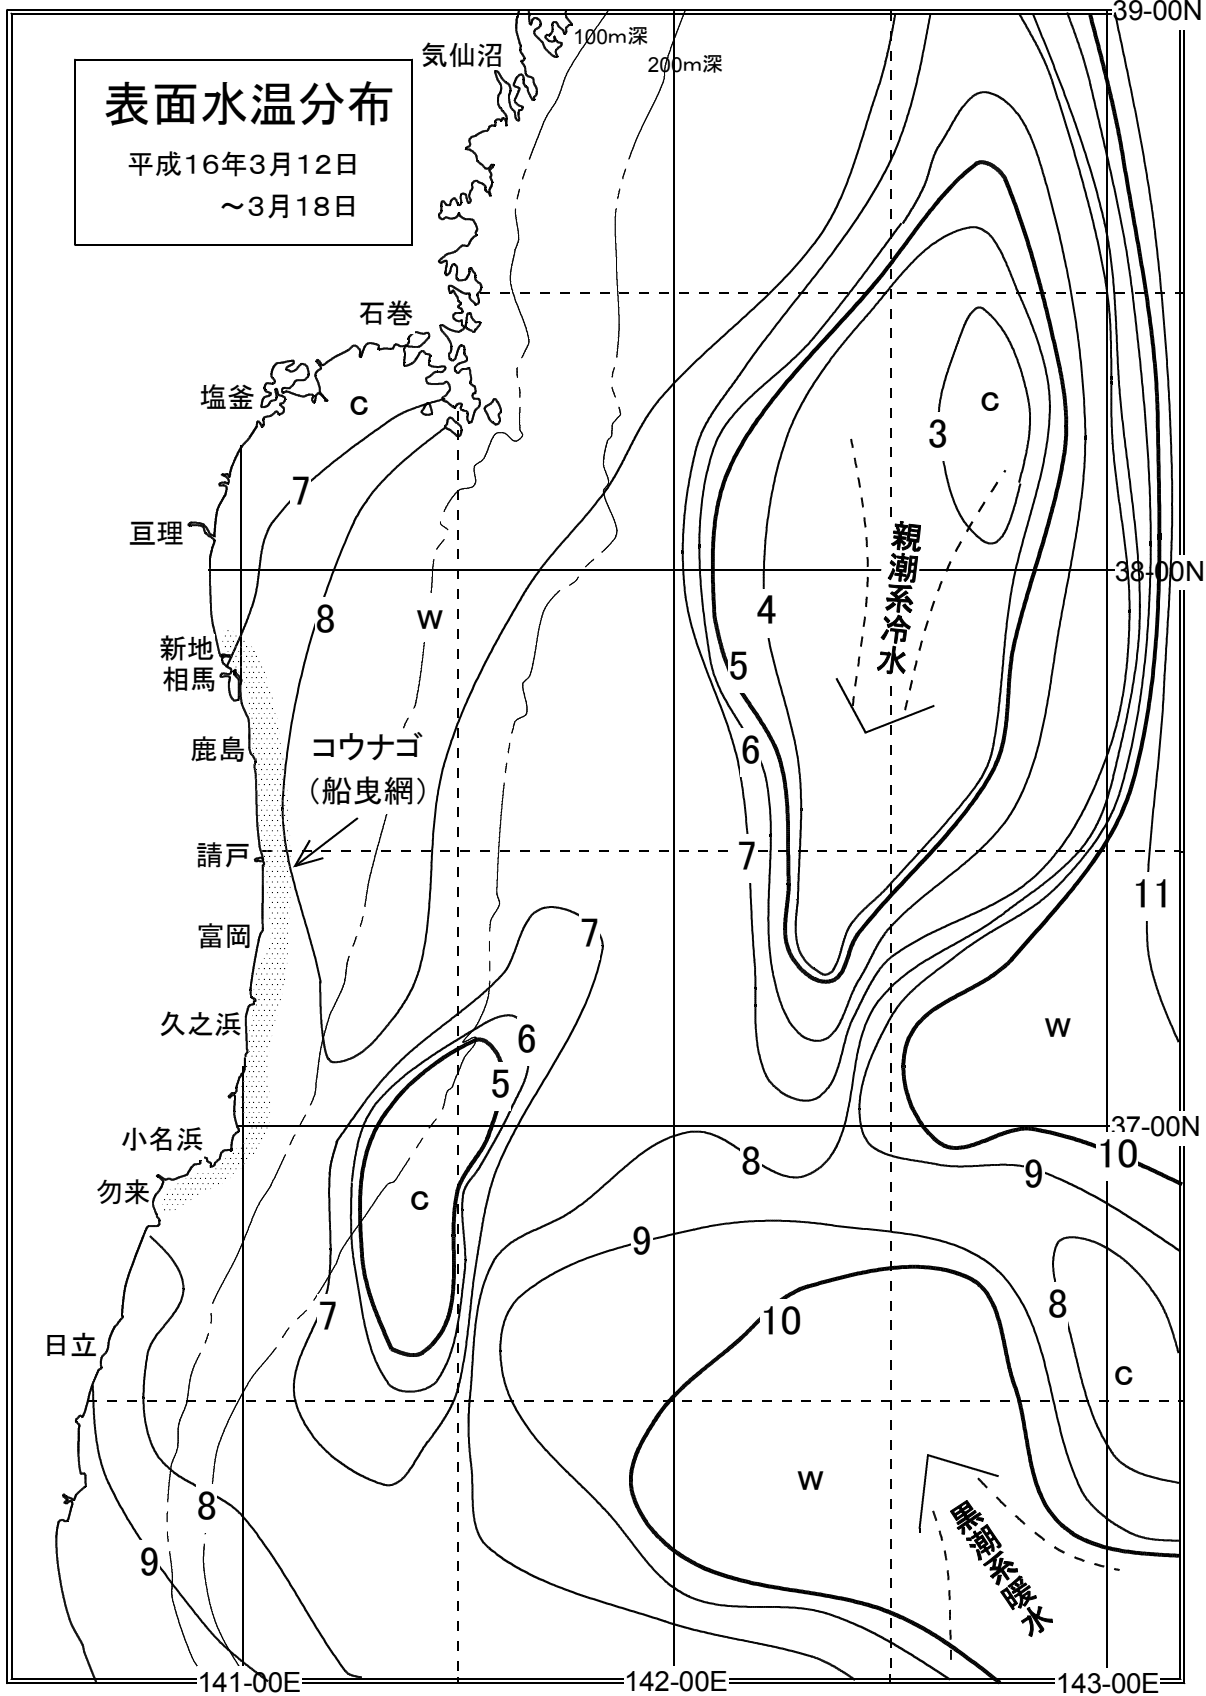 39-00N
100m深
気仙沼
200m深
表面水温分布
平成16年3月12日
~3月18日
石巻
塩釜
c
c
3
7
亘理
親潮系冷水
38-00N
4
8
w
新地
相馬
5
鹿島
コウナゴ
6
(船曳網)
請戸
7
11
富岡
7
久之浜
w
6
5
37-00N
小名浜
10
8
9
勿来
c
9
8
7
10
日立
c
w
8
黒潮系暖水
9
141-00E
142-00E
143-00E